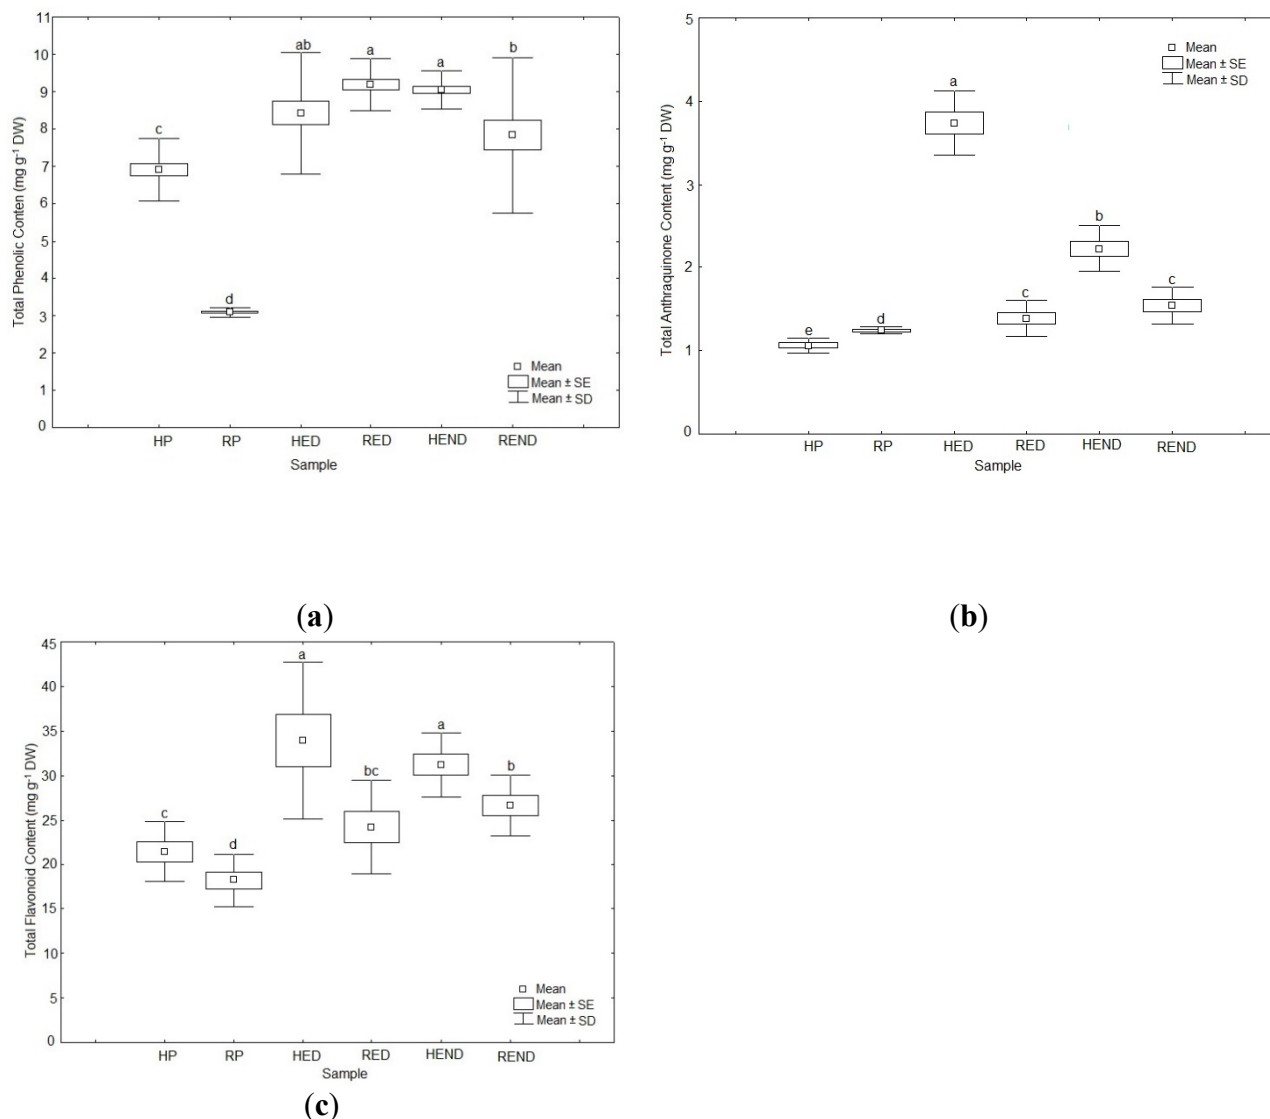 11
10
9
8
7
6
5
4
3
2
1
0
Total Phenolic Conten (mg g⁻¹ DW)
c
d
ab
a
a
b
Mean
Mean ± SE
Mean ± SD
HP RP HED RED HEND REND
Sample
(a)
5
4
3
2
1
0
Total Anthraquinone Content (mg g⁻¹ DW)
e
d
a
c
b
c
Mean
Mean ± SE
Mean ± SD
HP RP HED RED HEND REND
Sample
(b)
45
40
35
30
25
20
15
10
5
0
Total Flavonoid Content (mg g⁻¹ DW)
c
d
a
bc
a
b
Mean
Mean ± SE
Mean ± SD
HP RP HED RED HEND REND
Sample
(c)